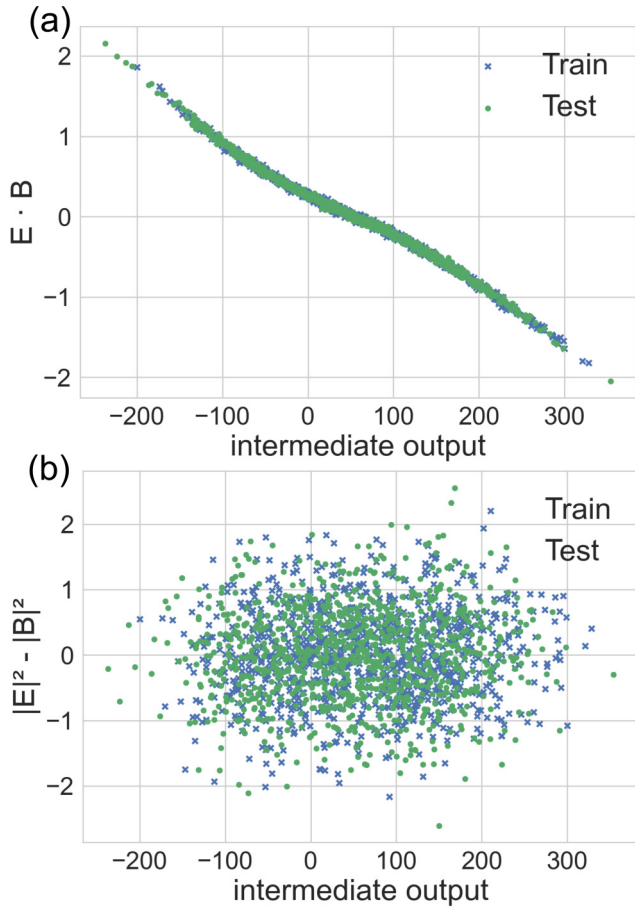 (a)
2
1
0
−1
−2
E · B
Train
Test
−200 −100 0 100 200 300
intermediate output
(b)
2
1
0
−1
−2
|E|² - |B|²
Train
Test
−200 −100 0 100 200 300
intermediate output